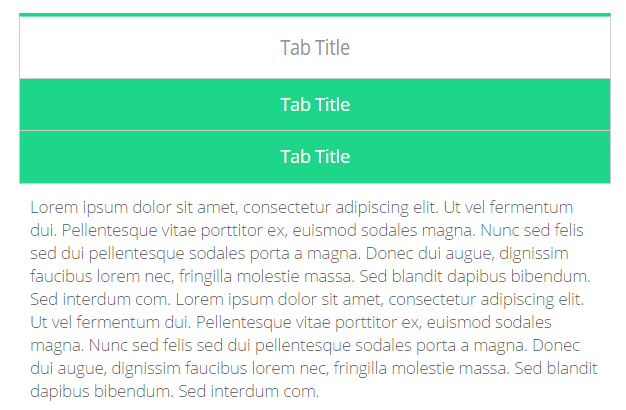 Tab Title
Tab Title
Tab Title
Lorem ipsum dolor sit amet, consectetur adipiscing elit. Ut vel fermentum
dui. Pellentesque vitae porttitor ex, euismod sodales magna. Nunc sed felis
sed dui pellentesque sodales porta a magna. Donec dui augue, dignissim
faucibus lorem nec, fringilla molestie massa. Sed blandit dapibus bibendum.
Sed interdum com. Lorem ipsum dolor sit amet, consectetur adipiscing elit.
Ut vel fermentum dui. Pellentesque vitae porttitor ex, euismod sodales
magna. Nunc sed felis sed dui pellentesque sodales porta a magna. Donec
dui augue, dignissim faucibus lorem nec, fringilla molestie massa. Sed blandit
dapibus bibendum. Sed interdum com.